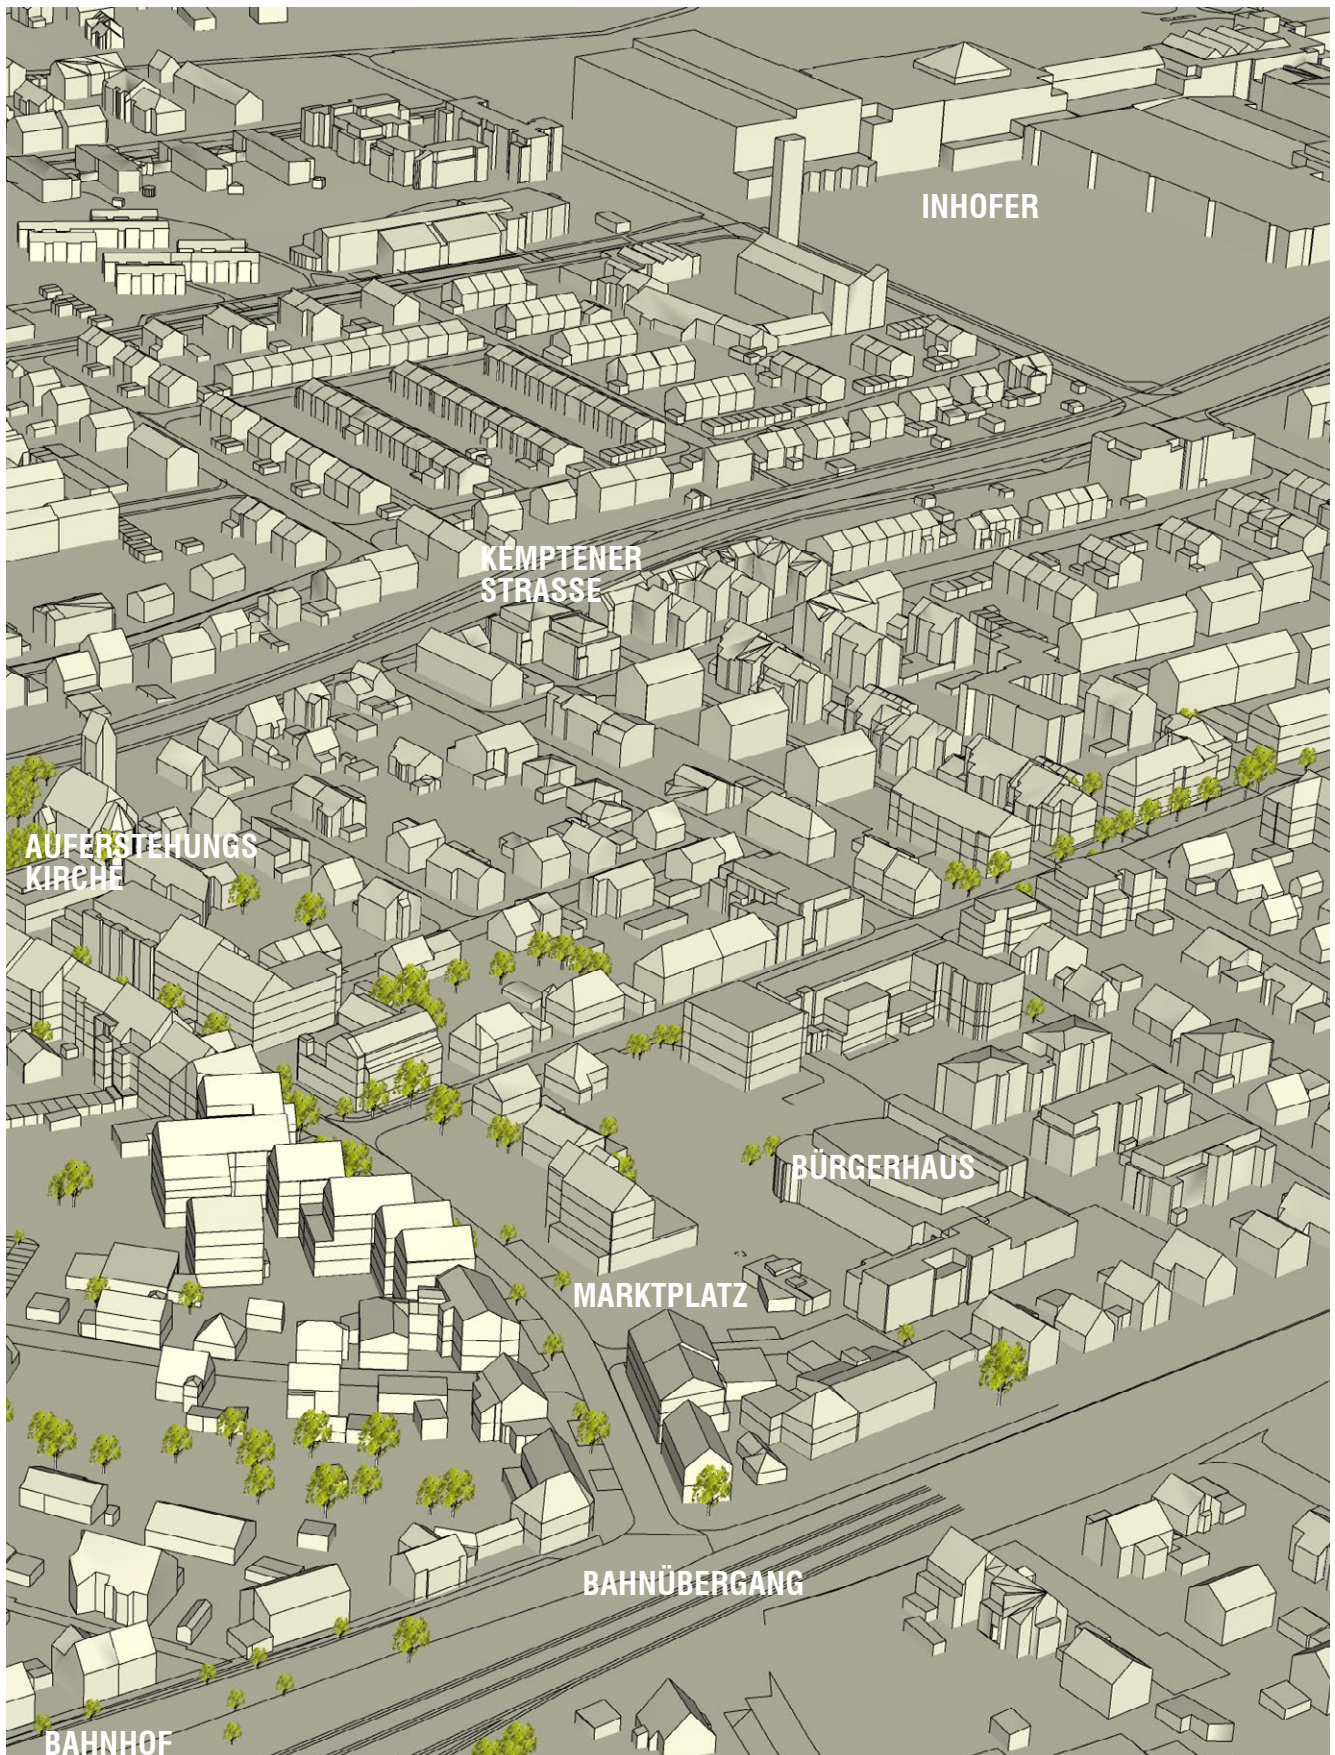 INHOFER
KEMPTENER
STRASSE
AUFERSTEHUNGS
KIRCHE
BÜRGERHAUS
MARKTPLATZ
BAHNÜBERGANG
BAHNHOF